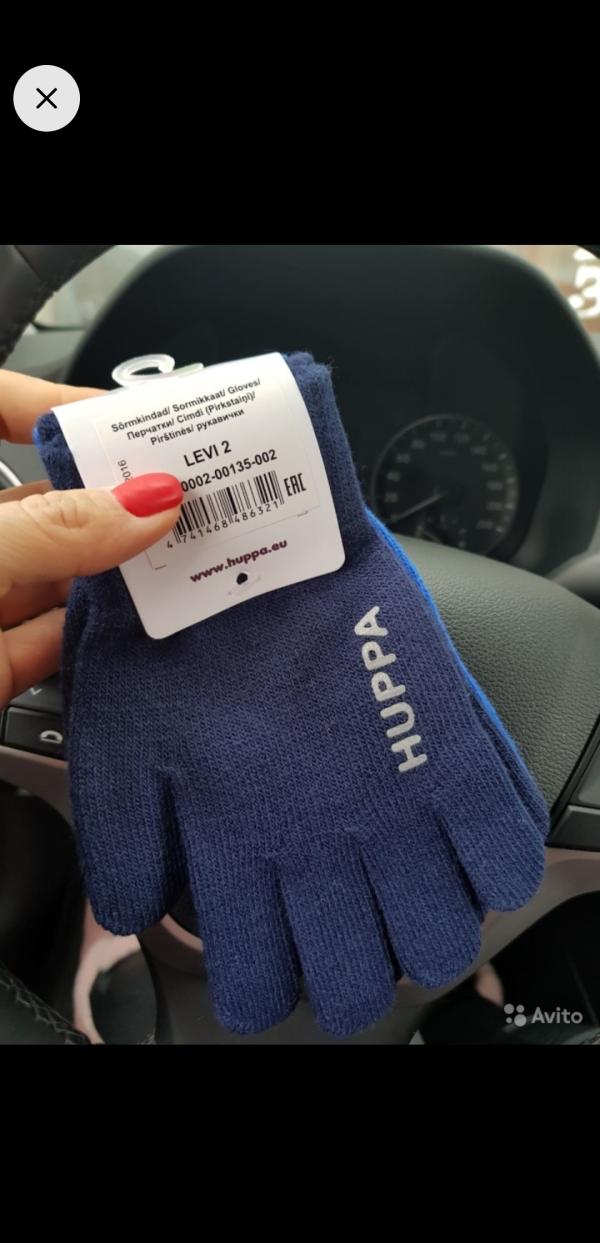 Sõrmkindad/ Sormikkaat/ Gloves/
Перчатки/ Cimdi (Pirkstaiņi)/
Pirštinės/ рукавички
2016
LEVI 2
0002-00135-002
EAC
4 741468 486321
www.huppa.eu
HUPPA
Avito